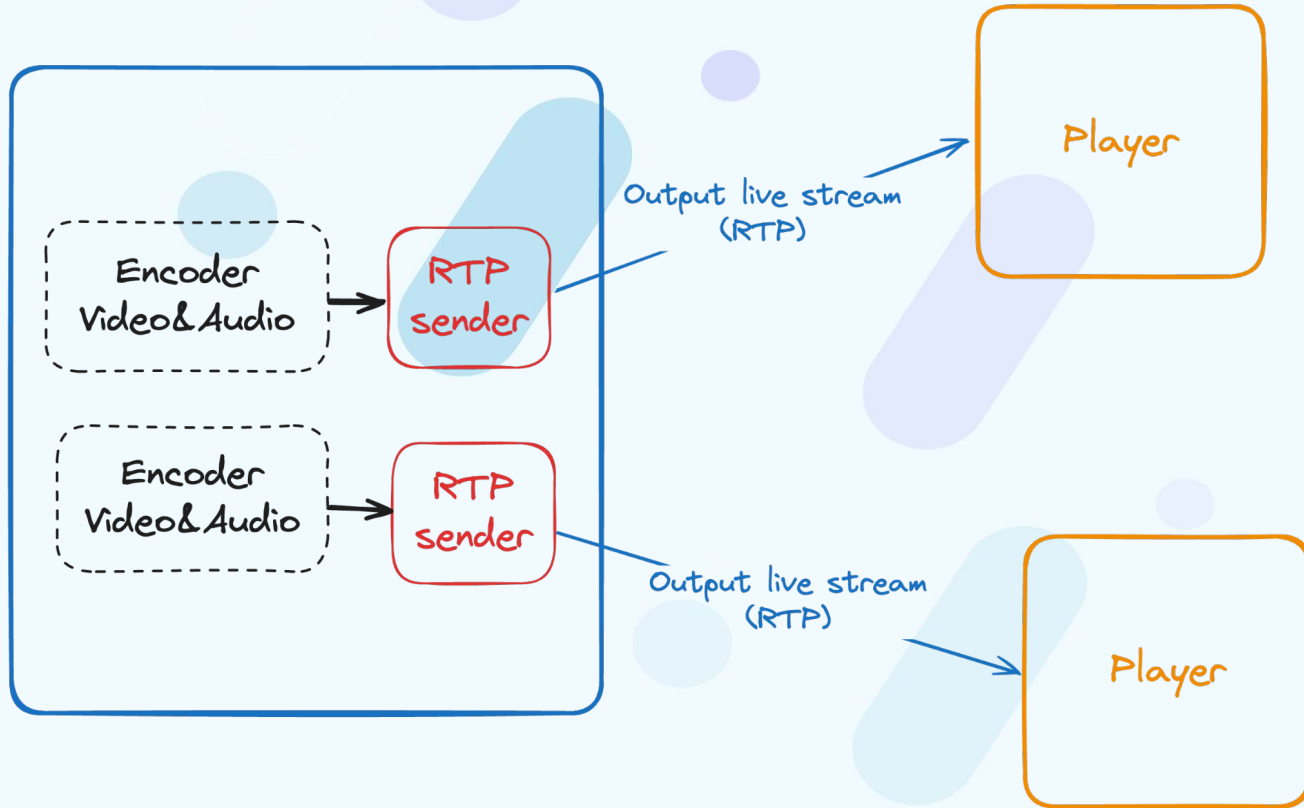 Player
Output live stream
(RTP)
Encoder
Video&Audio
RTP
sender
Encoder
Video&Audio
RTP
sender
Output live stream
(RTP)
Player